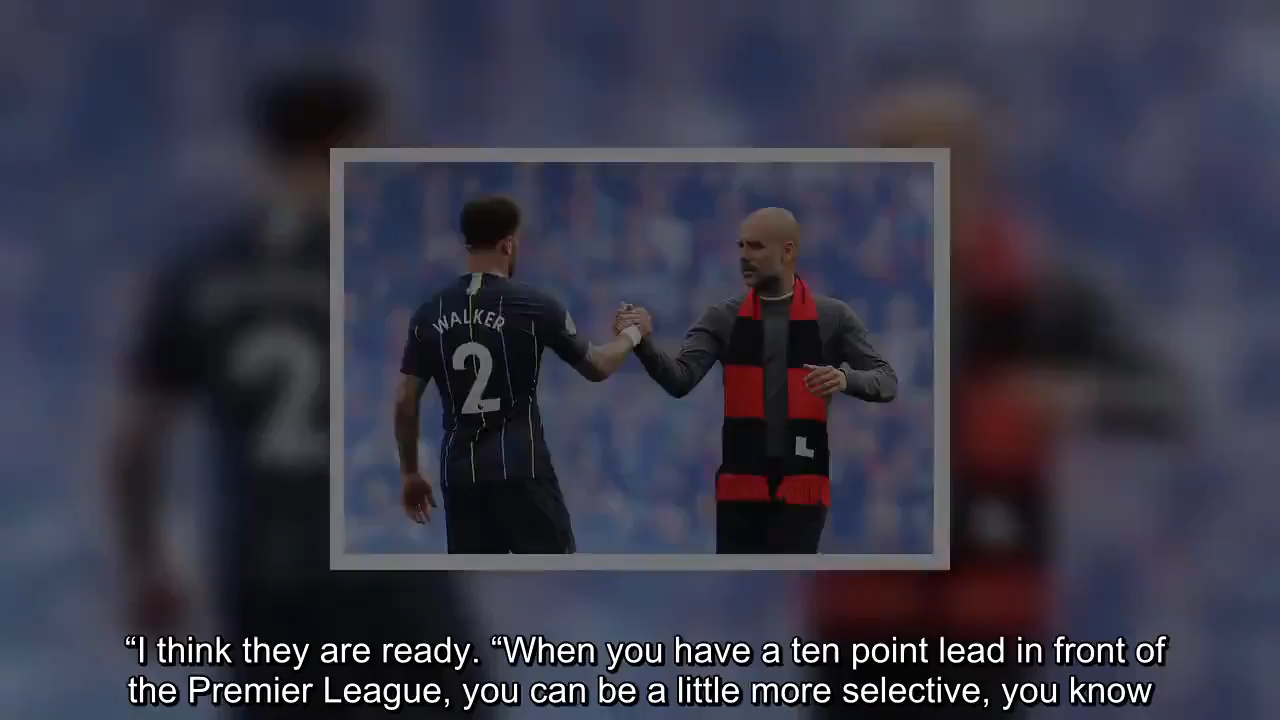 WALKER
2
“I think they are ready. “When you have a ten point lead in front of
the Premier League, you can be a little more selective, you know